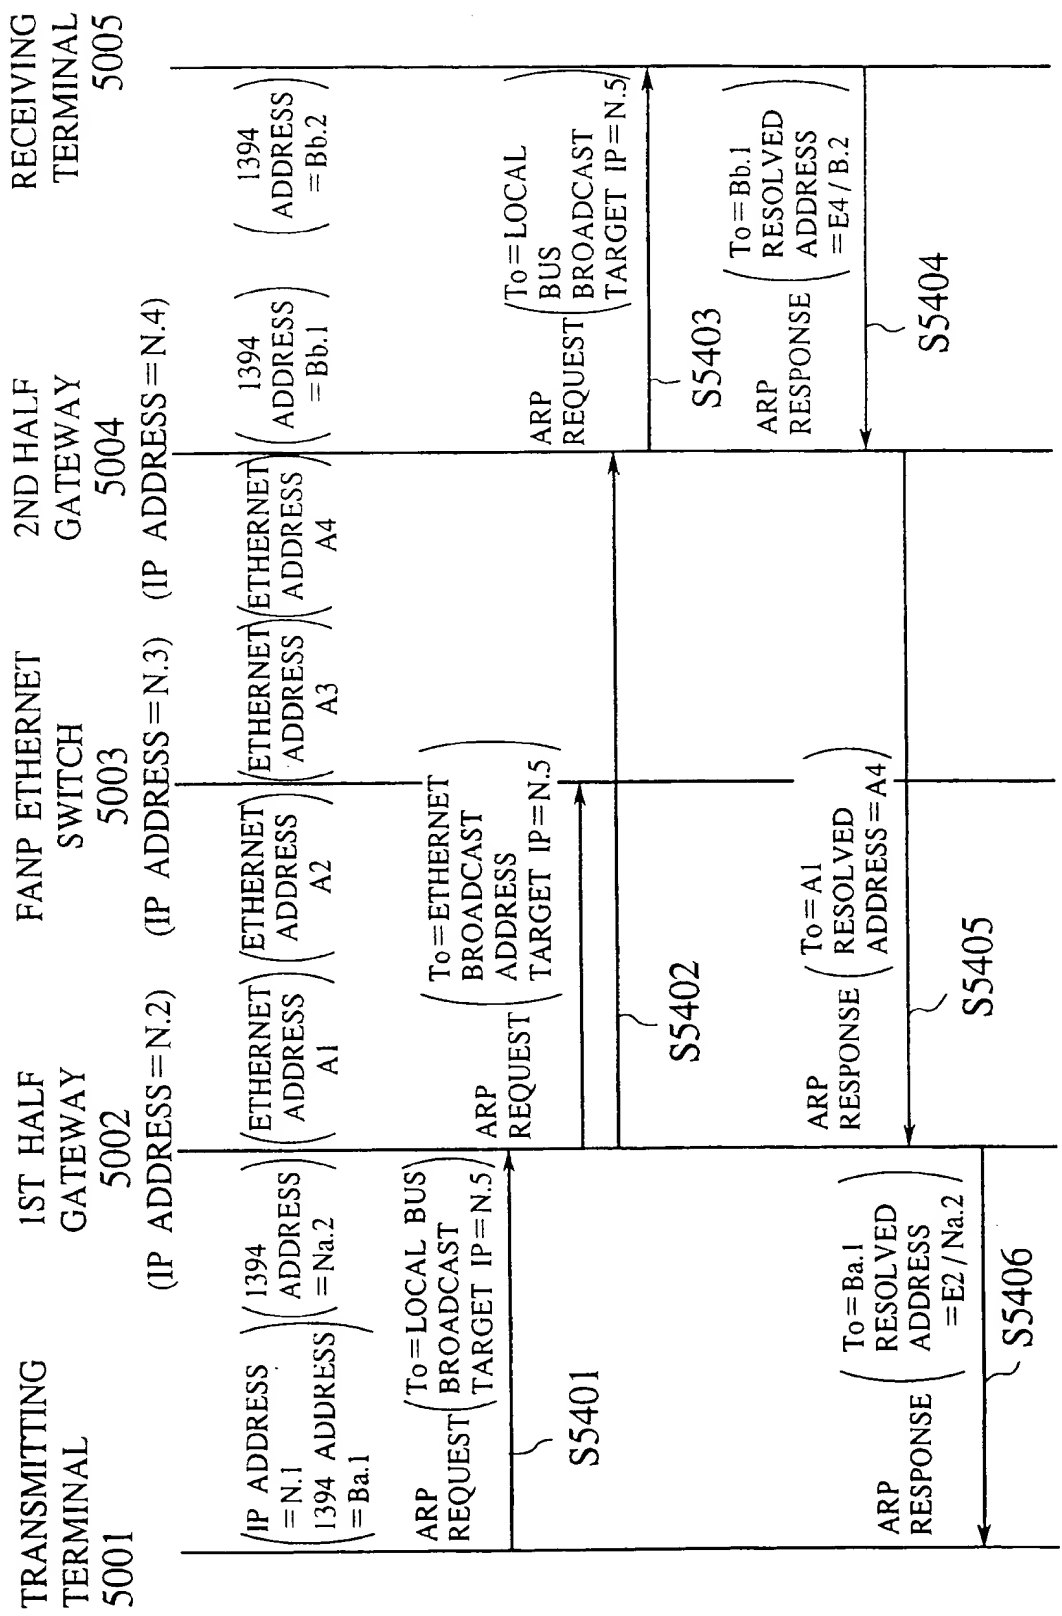 TRANSMITTING
TERMINAL
5001
1ST HALF
GATEWAY
5002
(IP ADDRESS=N.2)
FANP ETHERNET
SWITCH
5003
(IP ADDRESS=N.3)
2ND HALF
GATEWAY
5004
(IP ADDRESS=N.4)
RECEIVING
TERMINAL
5005
(IP ADDRESS
=N.1
1394 ADDRESS
=Ba.1)
(1394
ADDRESS
=Na.2)
(ETHERNET
ADDRESS
A1)
(ETHERNET
ADDRESS
A2)
(ETHERNET
ADDRESS
A3)
(ETHERNET
ADDRESS
A4)
(1394
ADDRESS
=Bb.1)
(1394
ADDRESS
=Bb.2)
ARP
REQUEST
(To=LOCAL BUS
BROADCAST
TARGET IP=N.5)
S5401
ARP
REQUEST
(To=ETHERNET
BROADCAST
ADDRESS
TARGET IP=N.5)
S5402
ARP
REQUEST
(To=LOCAL
BUS
BROADCAST
TARGET IP=N.5)
S5403
ARP
RESPONSE
(To=Bb.1
RESOLVED
ADDRESS
=E4/B.2)
S5404
ARP
RESPONSE
(To=A1
RESOLVED
ADDRESS=A4)
S5405
ARP
RESPONSE
(To=Ba.1
RESOLVED
ADDRESS
=E2/Na.2)
S5406